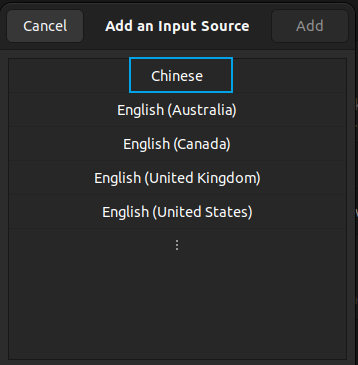 Cancel Add an Input Source Add
Chinese
English (Australia)
English (Canada)
English (United Kingdom)
English (United States)
⋮